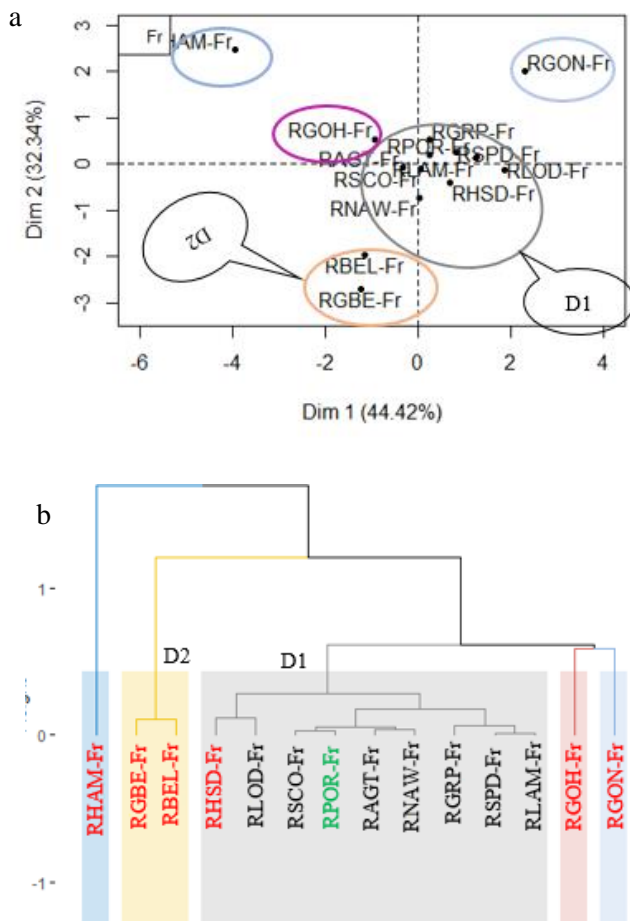 a
Fr
HAM-Fr
RGON-Fr
RGOH-Fr
RGRP-Fr
RPOR-Fr
RSPD-Fr
RAGT-Fr
RLAM-Fr
RLOD-Fr
RSCO-Fr
RHSD-Fr
RNAW-Fr
RBEL-Fr
RGBE-Fr
D2
D1
3
2
1
0
-1
-2
-3
Dim 2 (32.34%)
-6
-4
-2
0
2
4
Dim 1 (44.42%)
b
1
0
-1
D2
D1
RHAM-Fr
RGBE-Fr
RBEL-Fr
RHSD-Fr
RLOD-Fr
RSCO-Fr
RPOR-Fr
RAGT-Fr
RNAW-Fr
RGRP-Fr
RSPD-Fr
RLAM-Fr
RGOH-Fr
RGON-Fr